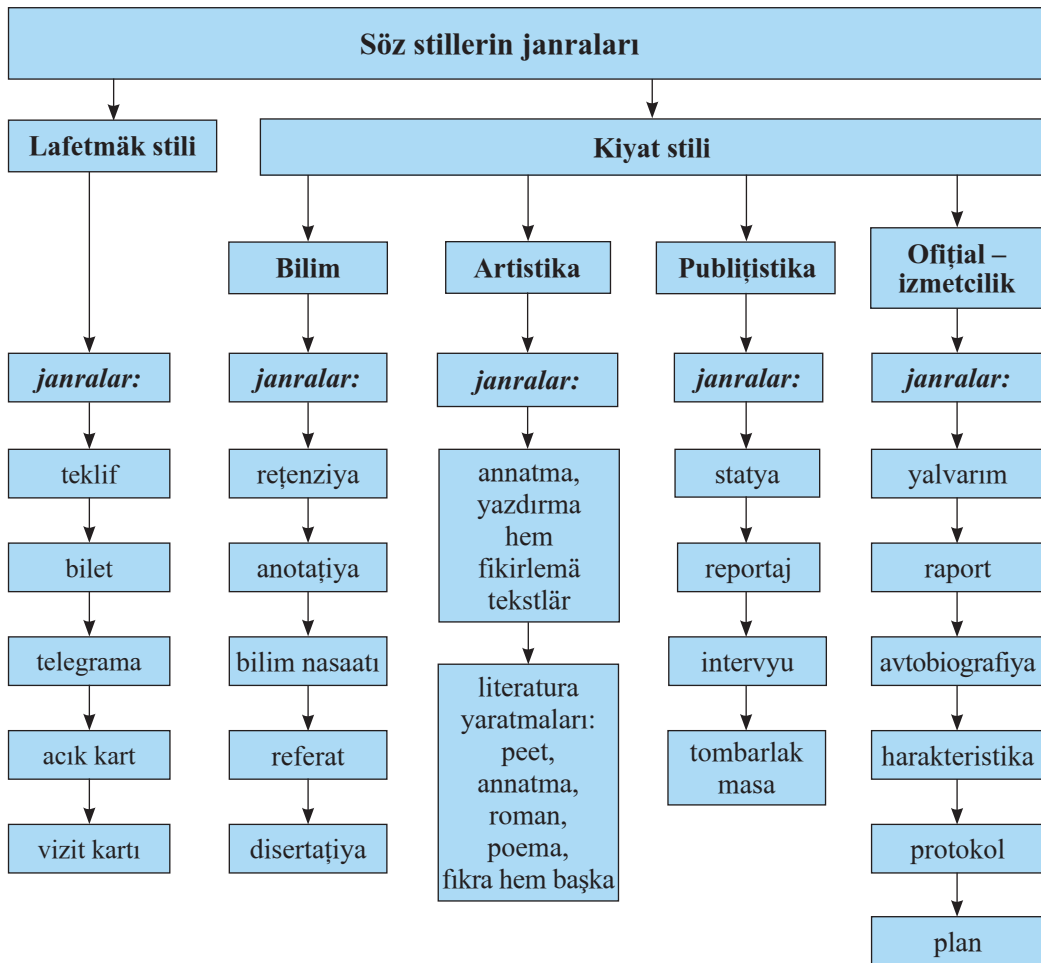 Söz stillerin janraları
Lafetmäk stili
Kiyat stili
Bilim
Artistika
Publițistika
Ofițial –
izmetcilik
janralar:
janralar:
janralar:
janralar:
janralar:
teklif
bilet
telegrama
acık kart
vizit kartı
rețenziya
anotațiya
bilim nasaatı
referat
disertațiya
annatma,
yazdırma
hem
fikirlemä
tekstlär
literatura
yaratmaları:
peet,
annatma,
roman,
poema,
fıkra hem başka
statya
reportaj
intervyu
tombarlak
masa
yalvarım
raport
avtobiografiya
harakteristika
protokol
plan